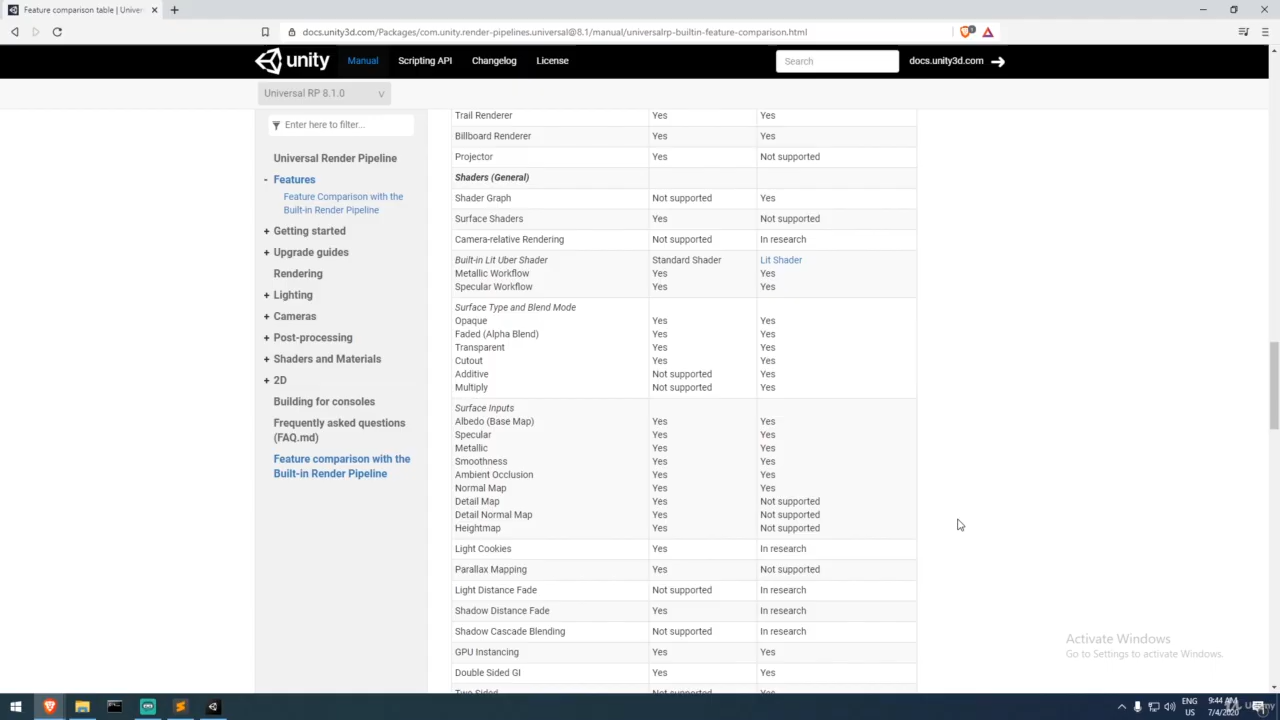 Feature comparison table | Univer
docs.unity3d.com/Packages/com.unity.render-pipelines.universal@8.1/manual/universalrp-builtin-feature-comparison.html
unity
Manual
Scripting API
Changelog
License
Search
docs.unity3d.com
Universal RP 8.1.0
Enter here to filter...
Universal Render Pipeline
- Features
Feature Comparison with the
Built-in Render Pipeline
+ Getting started
+ Upgrade guides
Rendering
+ Lighting
+ Cameras
+ Post-processing
+ Shaders and Materials
+ 2D
Building for consoles
Frequently asked questions
(FAQ.md)
Feature comparison with the
Built-in Render Pipeline
Trail Renderer Yes Yes
Billboard Renderer Yes Yes
Projector Yes Not supported
Shaders (General)
Shader Graph Not supported Yes
Surface Shaders Yes Not supported
Camera-relative Rendering Not supported In research
Built-in Lit Uber Shader Standard Shader Lit Shader
Metallic Workflow Yes Yes
Specular Workflow Yes Yes
Surface Type and Blend Mode
Opaque Yes Yes
Faded (Alpha Blend) Yes Yes
Transparent Yes Yes
Cutout Yes Yes
Additive Not supported Yes
Multiply Not supported Yes
Surface Inputs
Albedo (Base Map) Yes Yes
Specular Yes Yes
Metallic Yes Yes
Smoothness Yes Yes
Ambient Occlusion Yes Yes
Normal Map Yes Yes
Detail Map Yes Not supported
Detail Normal Map Yes Not supported
Heightmap Yes Not supported
Light Cookies Yes In research
Parallax Mapping Yes Not supported
Light Distance Fade Not supported In research
Shadow Distance Fade Yes In research
Shadow Cascade Blending Not supported In research
GPU Instancing Yes Yes
Double Sided GI Yes Yes
Two Sided Not supported Yes
Activate Windows
Go to Settings to activate Windows.
ENG
US
9:44 AM
7/4/2020